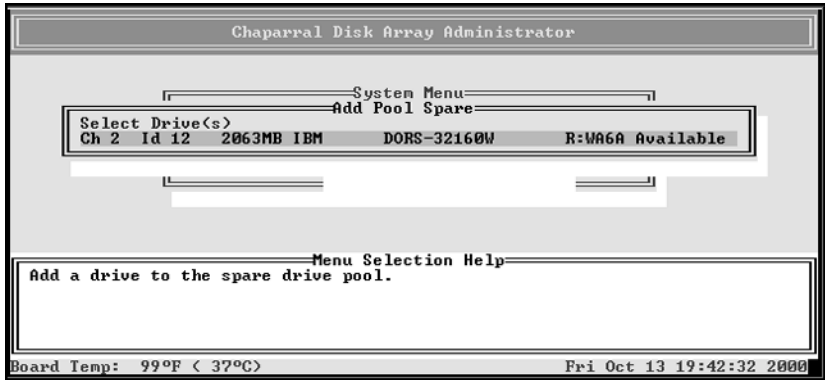 Chaparral Disk Array Administrator
System Menu
Add Pool Spare
Select Drive(s)
Ch 2 Id 12 2063MB IBM DORS-32160W R:WA6A Available
Menu Selection Help
Add a drive to the spare drive pool.
Board Temp: 99ºF ( 37ºC) Fri Oct 13 19:42:32 2000